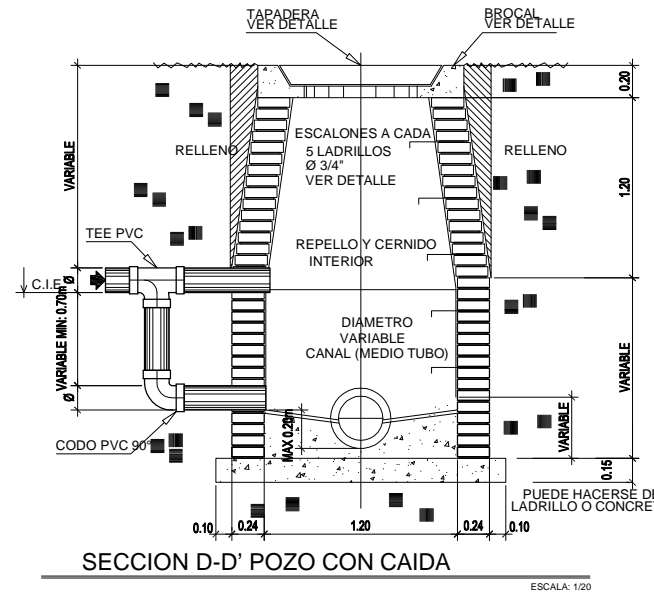 TAPADERA
VER DETALLE
BROCAL
VER DETALLE
0.20
VARIABLE
RELLENO
ESCALONES A CADA
5 LADRILLOS
Ø 3/4"
VER DETALLE
RELLENO
1.20
TEE PVC
REPELLO Y CERNIDO
INTERIOR
C.I.E
Ø
VARIABLE MIN: 0.70m
DIAMETRO
VARIABLE
CANAL (MEDIO TUBO)
VARIABLE
Ø
MAX 0.20m
VARIABLE
CODO PVC 90°
0.15
PUEDE HACERSE DE
LADRILLO O CONCRET
0.10
0.24
1.20
0.24
0.10
SECCION D-D' POZO CON CAIDA
ESCALA: 1/20